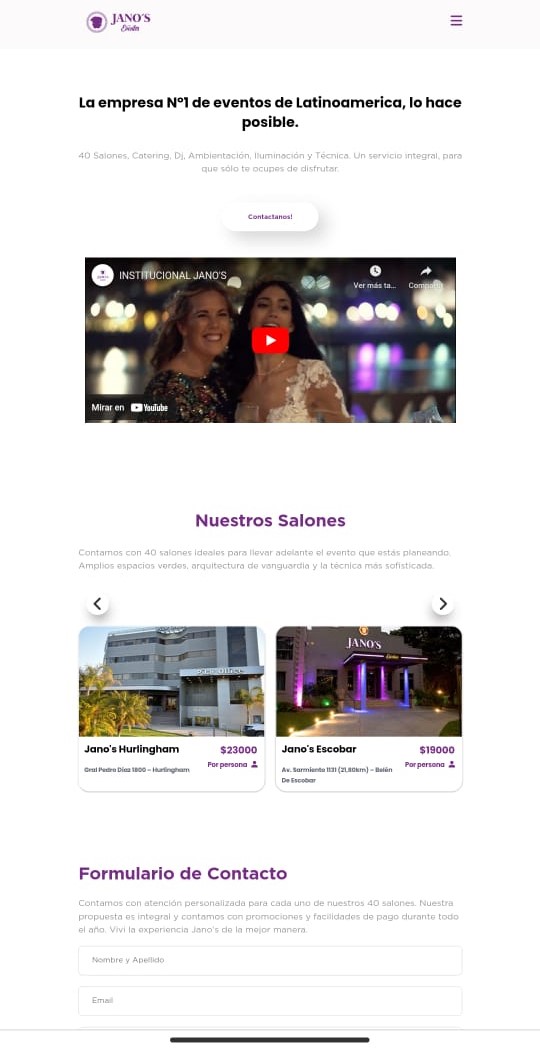 JANO'S
Eventos
La empresa Nº1 de eventos de Latinoamerica, lo hace
posible.
40 Salones, Catering, Dj, Ambientación, Iluminación y Técnica. Un servicio integral, para
que sólo te ocupes de disfrutar.
Contactanos!
INSTITUCIONAL JANO'S
Ver más ta...
Mirar en YouTube
Nuestros Salones
Contamos con 40 salones ideales para llevar adelante el evento que estás planeando.
Amplios espacios verdes, arquitectura de vanguardia y la técnica más sofisticada.
PARK OFFICE
JANO'S
Eventos
Jano's Hurlingham
$23000
Por persona
Gral Pedro Díaz 1800 – Hurlingham
Jano's Escobar
$19000
Por persona
Av. Sarmiento 1131 (21,80km) – Belén
De Escobar
Formulario de Contacto
Contamos con atención personalizada para cada uno de nuestros 40 salones. Nuestra
propuesta es integral y contamos con promociones y facilidades de pago durante todo
el año. Viví la experiencia Jano's de la mejor manera.
Nombre y Apellido
Email